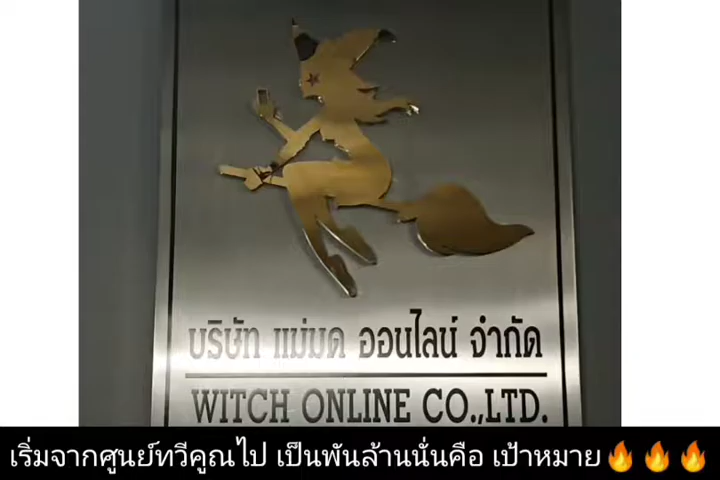 บริษัท แม่มด ออนไลน์ จำกัด
WITCH ONLINE CO.,LTD.
เริ่มจากศูนย์ทวีคูณไป เป็นพันล้านนั่นคือ เป้าหมาย🔥🔥🔥